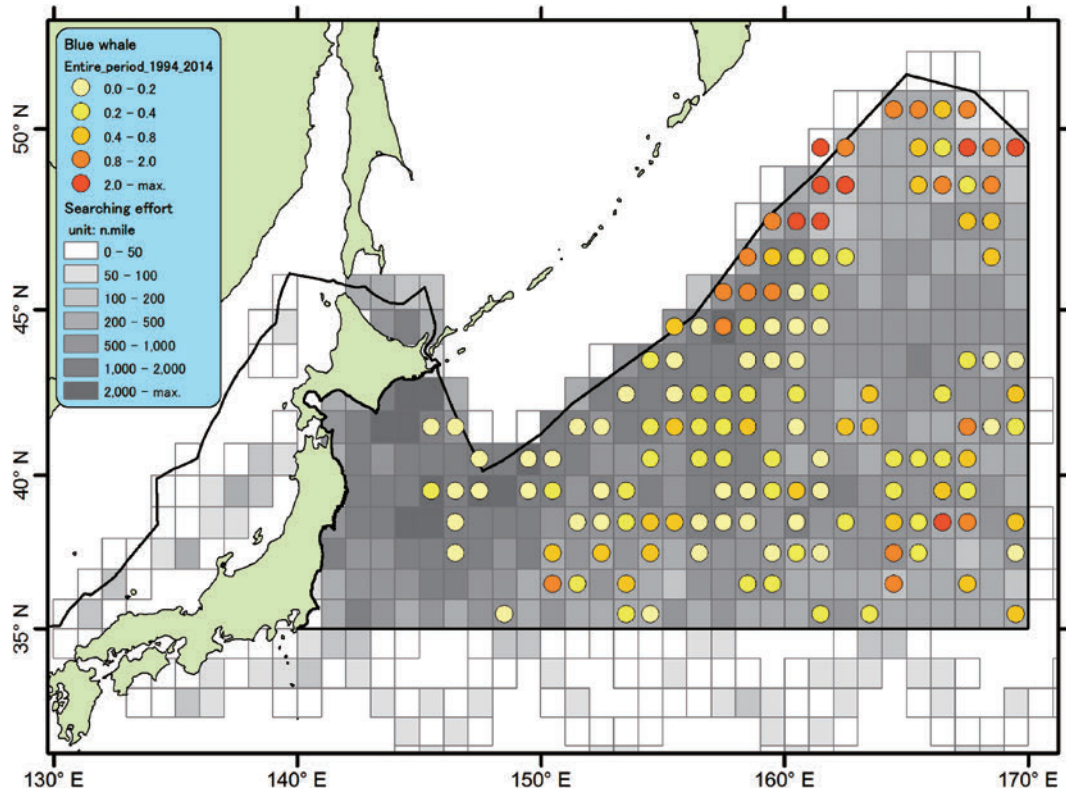 Blue whale
Entire_period_1994_2014
0.0 – 0.2
0.2 – 0.4
0.4 – 0.8
0.8 – 2.0
2.0 – max.
Searching effort
unit: n.mile
0 – 50
50 – 100
100 – 200
200 – 500
500 – 1,000
1,000 – 2,000
2,000 – max.
50° N
45° N
40° N
35° N
130° E
140° E
150° E
160° E
170° E